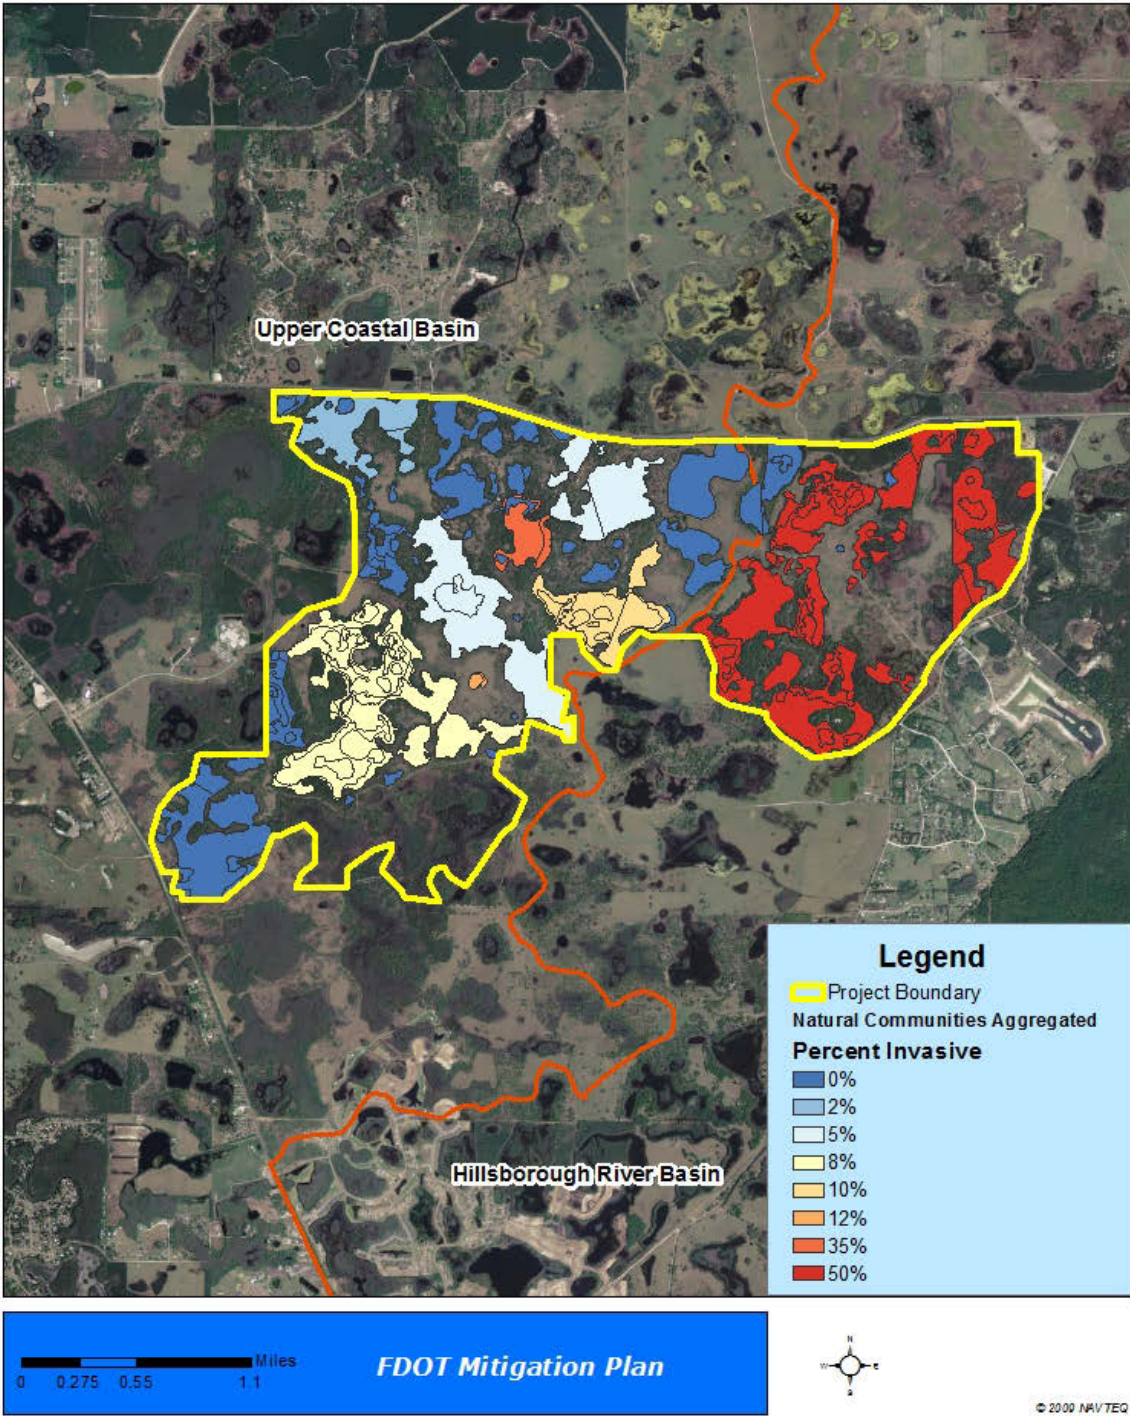 Upper Coastal Basin
Hillsborough River Basin
Legend
Project Boundary
Natural Communities Aggregated
Percent Invasive
0%
2%
5%
8%
10%
12%
35%
50%
Miles
0 0.275 0.55 1.1
FDOT Mitigation Plan
N
W E
S
© 2009 NAVTEQ